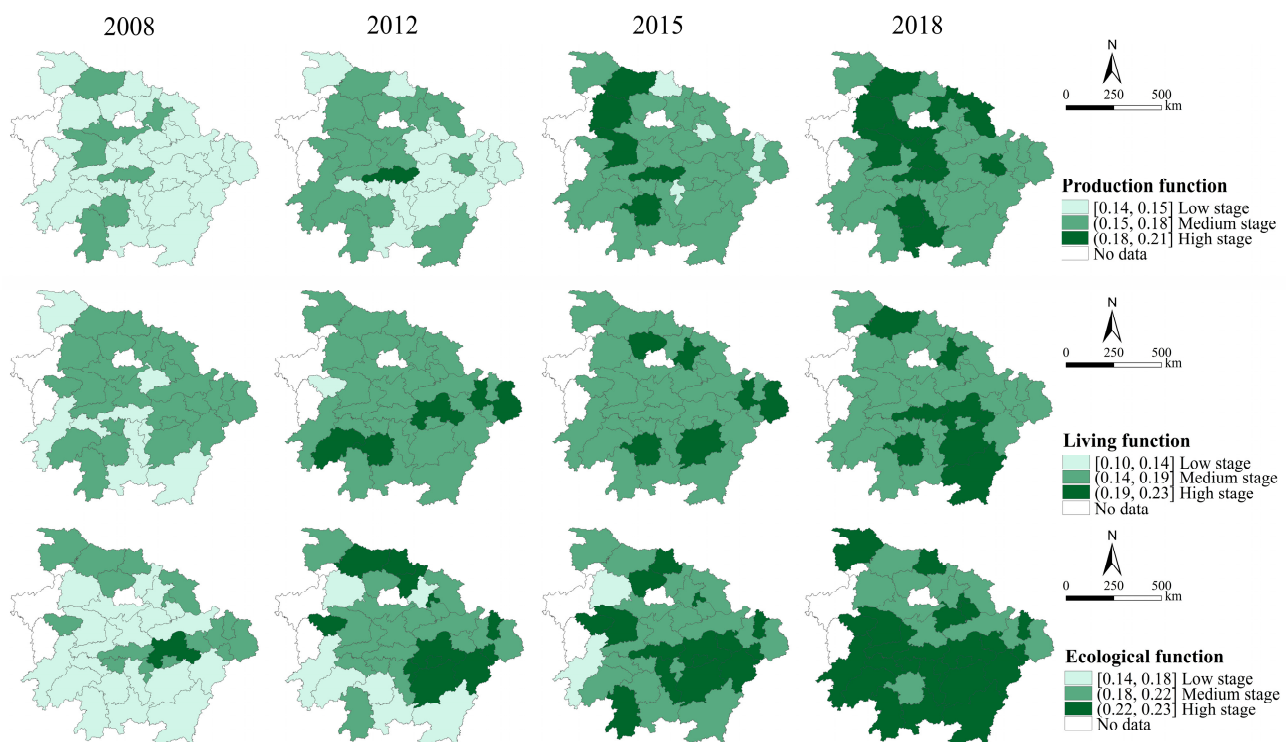 2008 2012 2015 2018
N
0 250 500
km
Production function
[0.14, 0.15] Low stage
(0.15, 0.18] Medium stage
(0.18, 0.21] High stage
No data
N
0 250 500
km
Living function
[0.10, 0.14] Low stage
(0.14, 0.19] Medium stage
(0.19, 0.23] High stage
No data
N
0 250 500
km
Ecological function
[0.14, 0.18] Low stage
(0.18, 0.22] Medium stage
(0.22, 0.23] High stage
No data